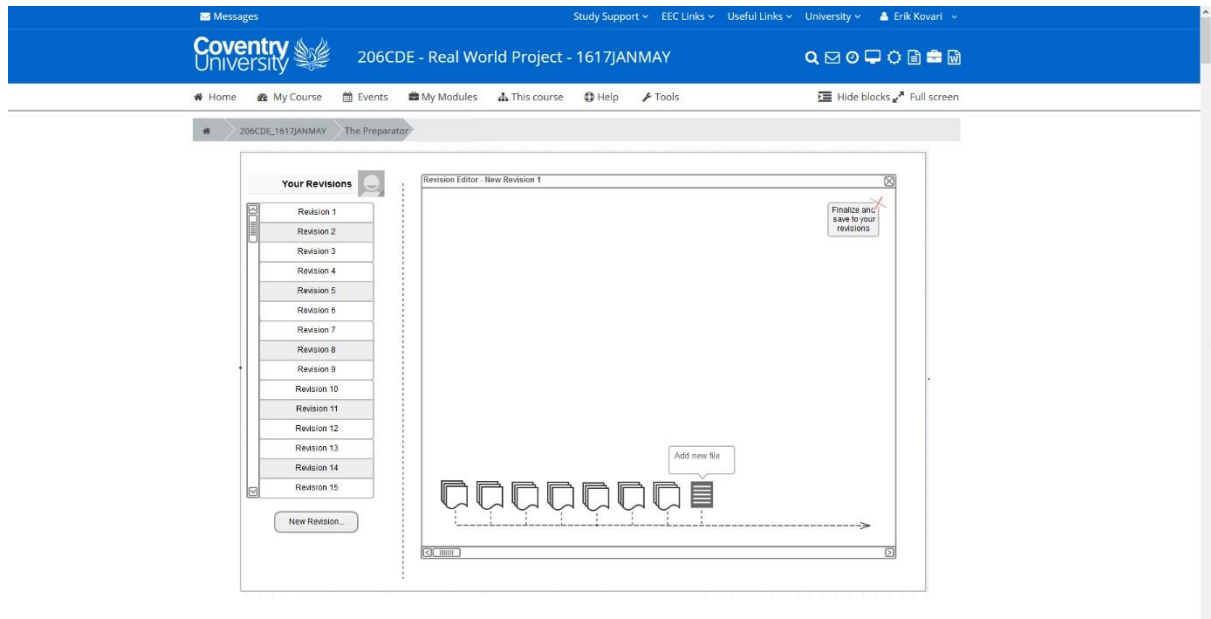 Messages
Study Support
EEC Links
Useful Links
University
Erik Kovari
Coventry
University
206CDE - Real World Project - 1617JANMAY
Home
My Course
Events
My Modules
This course
Help
Tools
Hide blocks
Full screen
206CDE_1617JANMAY
The Preparator
Your Revisions
Revision 1
Revision 2
Revision 3
Revision 4
Revision 5
Revision 6
Revision 7
Revision 8
Revision 9
Revision 10
Revision 11
Revision 12
Revision 13
Revision 14
Revision 15
New Revision...
Revision Editor - New Revision 1
Finalize and
save to your
revisions
Add new file